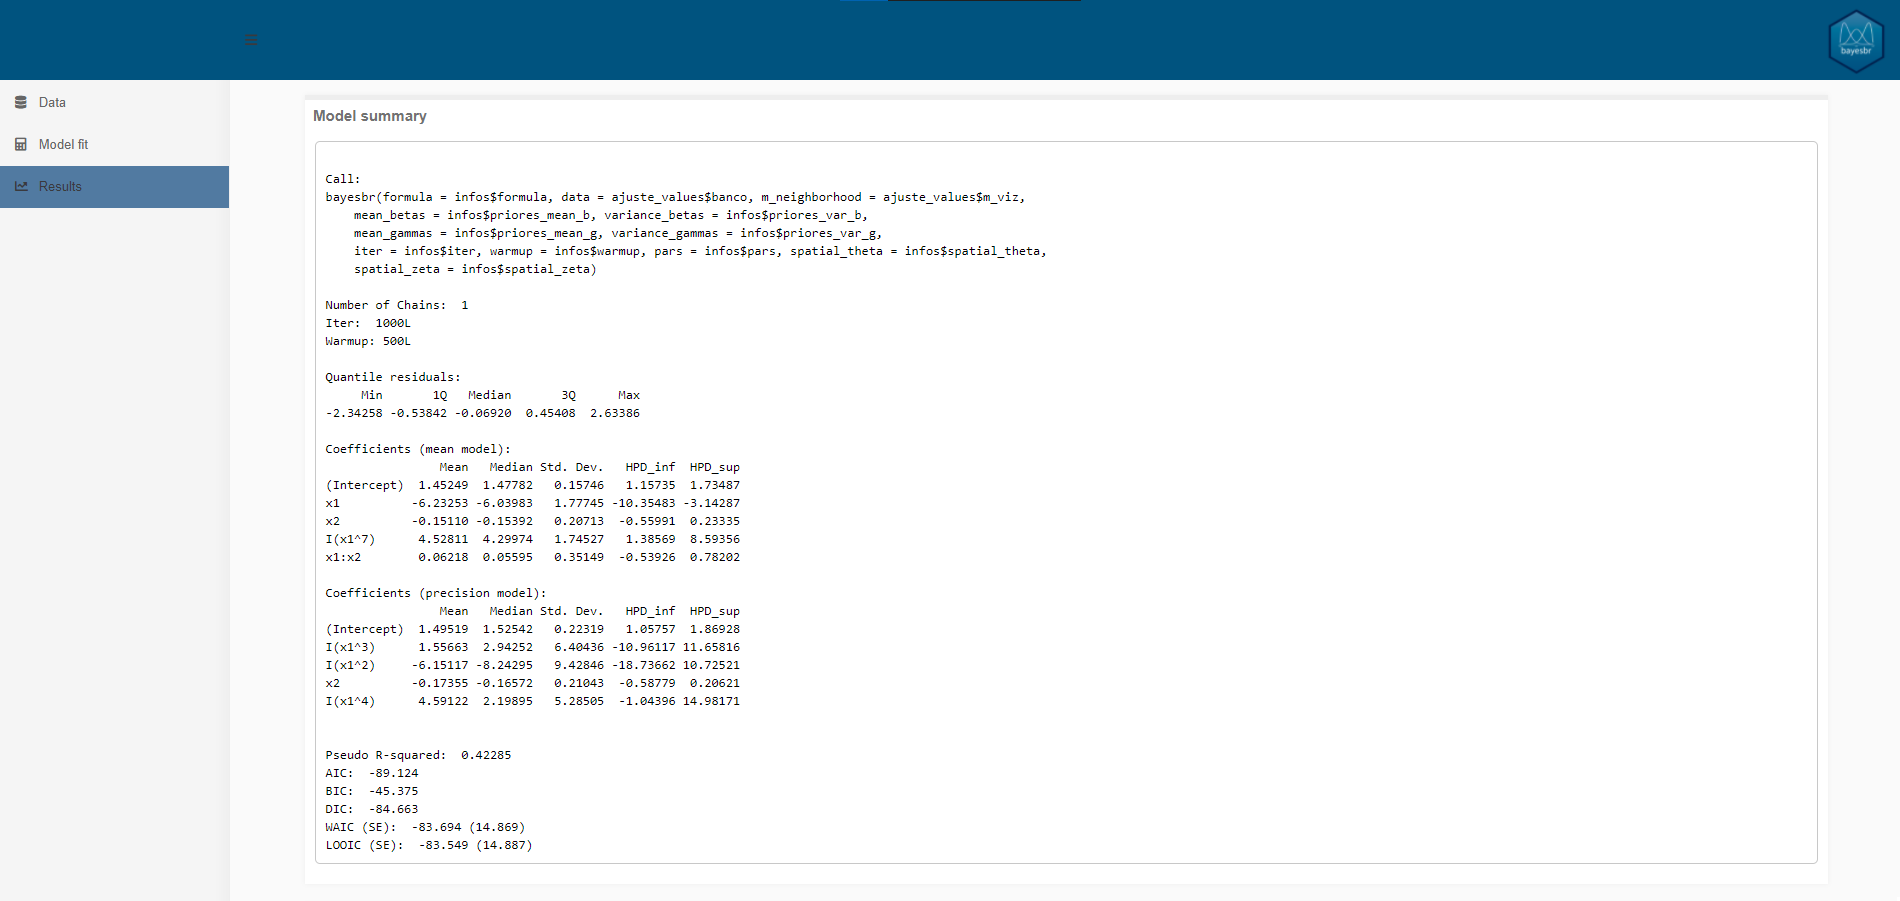 bayesbr
Data
Model fit
Results
Model summary
Call:
bayesbr(formula = infos$formula, data = ajuste_values$banco, m_neighborhood = ajuste_values$m_viz,
    mean_betas = infos$priores_mean_b, variance_betas = infos$priores_var_b,
    mean_gammas = infos$priores_mean_g, variance_gammas = infos$priores_var_g,
    iter = infos$iter, warmup = infos$warmup, pars = infos$pars, spatial_theta = infos$spatial_theta,
    spatial_zeta = infos$spatial_zeta)
Number of Chains:  1
Iter:  1000L
Warmup: 500L
Quantile residuals:
     Min       1Q   Median       3Q      Max
-2.34258 -0.53842 -0.06920  0.45408  2.63386
Coefficients (mean model):
                Mean   Median Std. Dev.   HPD_inf  HPD_sup
(Intercept)  1.45249  1.47782   0.15746   1.15735  1.73487
x1          -6.23253 -6.03983   1.77745 -10.35483 -3.14287
x2          -0.15110 -0.15392   0.20713  -0.55991  0.23335
I(x1^7)      4.52811  4.29974   1.74527   1.38569  8.59356
x1:x2        0.06218  0.05595   0.35149  -0.53926  0.78202
Coefficients (precision model):
                Mean   Median Std. Dev.   HPD_inf  HPD_sup
(Intercept)  1.49519  1.52542   0.22319   1.05757  1.86928
I(x1^3)      1.55663  2.94252   6.40436 -10.96117 11.65816
I(x1^2)     -6.15117 -8.24295   9.42846 -18.73662 10.72521
x2          -0.17355 -0.16572   0.21043  -0.58779  0.20621
I(x1^4)      4.59122  2.19895   5.28505  -1.04396 14.98171
Pseudo R-squared:  0.42285
AIC:  -89.124
BIC:  -45.375
DIC:  -84.663
WAIC (SE):  -83.694 (14.869)
LOOIC (SE):  -83.549 (14.887)